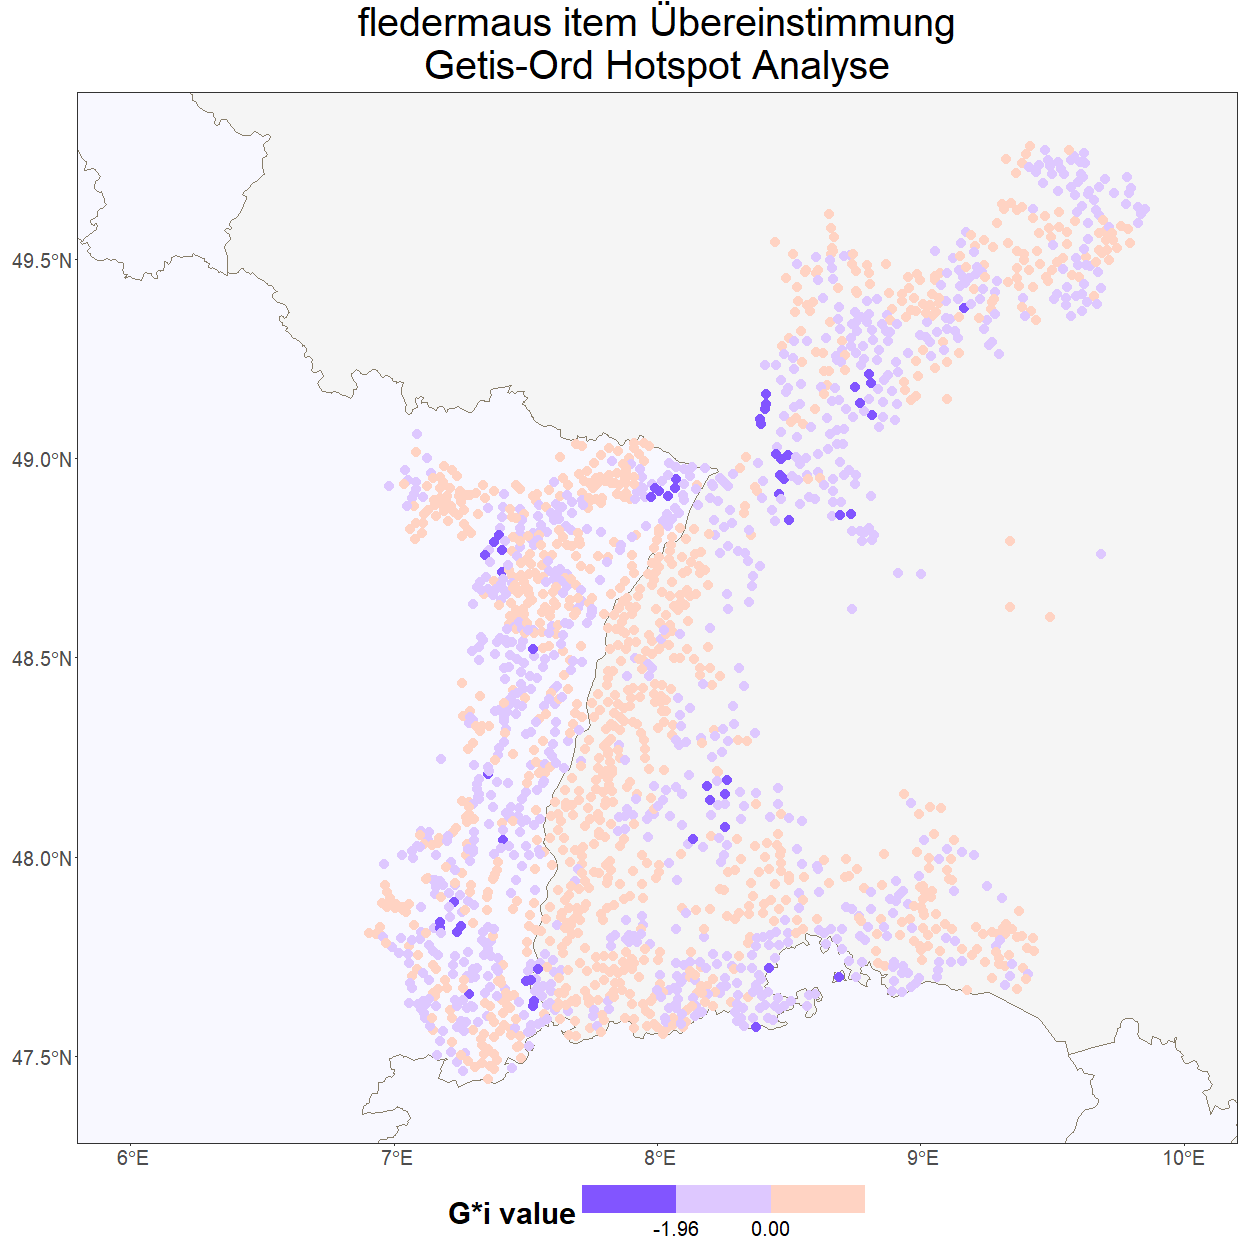 fledermaus item Übereinstimmung
Getis-Ord Hotspot Analyse
49.5°N
49.0°N
48.5°N
48.0°N
47.5°N
6°E 7°E 8°E 9°E 10°E
G*i value
-1.96 0.00